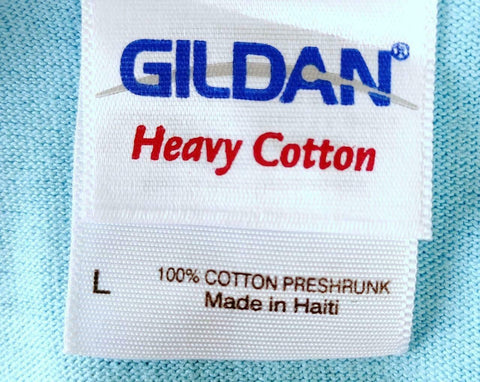 GILDAN®
Heavy Cotton
L
100% COTTON PRESHRUNK
Made in Haiti